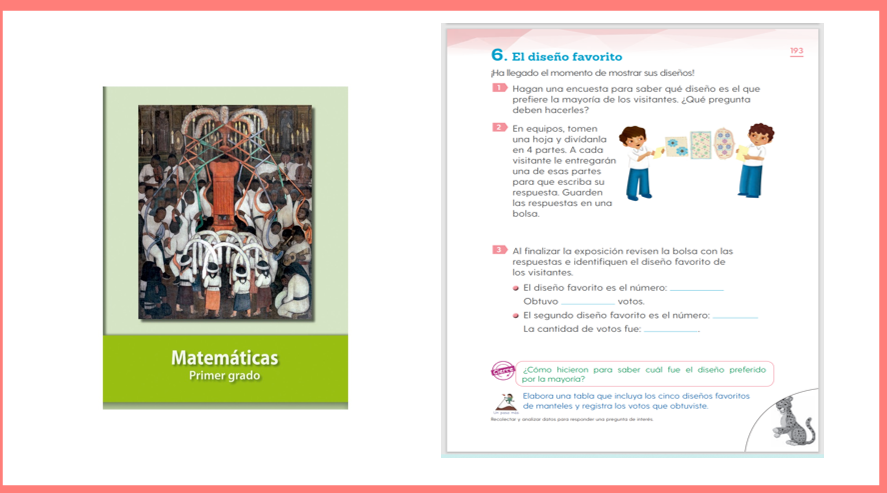 Matemáticas
Primer grado
193
6. El diseño favorito
¡Ha llegado el momento de mostrar sus diseños!
1 Hagan una encuesta para saber qué diseño es el que
prefiere la mayoría de los visitantes. ¿Qué pregunta
deben hacerles?
2 En equipos, tomen
una hoja y divídanla
en 4 partes. A cada
visitante le entregarán
una de esas partes
para que escriba su
respuesta. Guarden
las respuestas en una
bolsa.
3 Al finalizar la exposición revisen la bolsa con las
respuestas e identifiquen el diseño favorito de
los visitantes.
El diseño favorito es el número: ____________
Obtuvo ____________ votos.
El segundo diseño favorito es el número: __________
La cantidad de votos fue: ____________.
Cierre
¿Cómo hicieron para saber cuál fue el diseño preferido
por la mayoría?
Elabora una tabla que incluya los cinco diseños favoritos
de manteles y registra los votos que obtuviste.
Un paso más
Recolectar y analizar datos para responder una pregunta de interés.